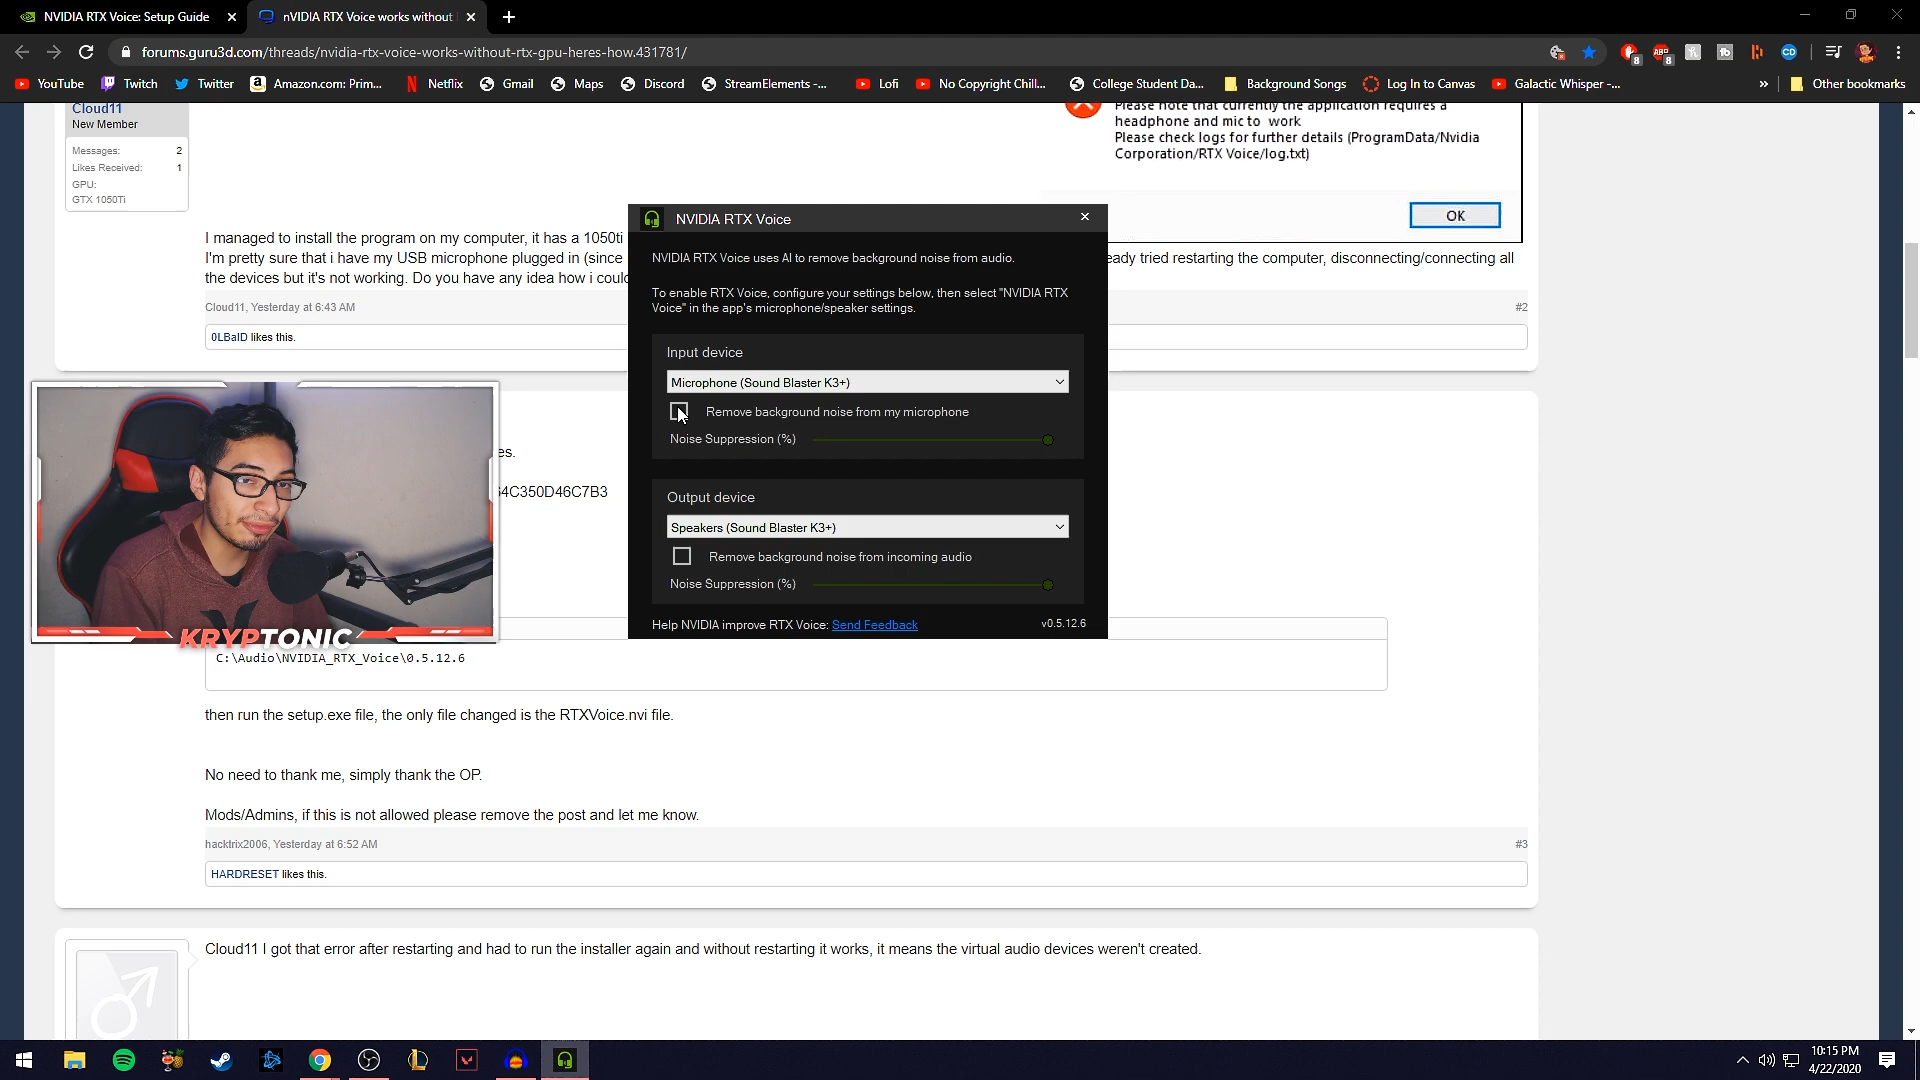 NVIDIA RTX Voice: Setup Guide
nVIDIA RTX Voice works without
forums.guru3d.com/threads/nvidia-rtx-voice-works-without-rtx-gpu-heres-how.431781/
YouTube
Twitch
Twitter
Amazon.com: Prim...
Netflix
Gmail
Maps
Discord
StreamElements -...
Lofi
No Copyright Chill...
College Student Da...
Background Songs
Log In to Canvas
Galactic Whisper -...
»
Other bookmarks
Cloud11
New Member
Messages: 2
Likes Received: 1
GPU:
GTX 1050Ti
Please note that currently the application requires a
headphone and mic to work
Please check logs for further details (ProgramData/Nvidia
Corporation/RTX Voice/log.txt)
OK
I managed to install the program on my computer, it has a 1050ti
I'm pretty sure that i have my USB microphone plugged in (since
eady tried restarting the computer, disconnecting/connecting all
the devices but it's not working. Do you have any idea how i coulc
Cloud11, Yesterday at 6:43 AM
#2
0LBaID likes this.
NVIDIA RTX Voice
NVIDIA RTX Voice uses AI to remove background noise from audio.
To enable RTX Voice, configure your settings below, then select "NVIDIA RTX
Voice" in the app's microphone/speaker settings.
Input device
Microphone (Sound Blaster K3+)
Remove background noise from my microphone
Noise Suppression (%)
Output device
Speakers (Sound Blaster K3+)
Remove background noise from incoming audio
Noise Suppression (%)
Help NVIDIA improve RTX Voice: Send Feedback
v0.5.12.6
es.
4C350D46C7B3
KRYPTONIC
C:\Audio\NVIDIA_RTX_Voice\0.5.12.6
then run the setup.exe file, the only file changed is the RTXVoice.nvi file.
No need to thank me, simply thank the OP.
Mods/Admins, if this is not allowed please remove the post and let me know.
hacktrix2006, Yesterday at 6:52 AM
#3
HARDRESET likes this.
Cloud11 I got that error after restarting and had to run the installer again and without restarting it works, it means the virtual audio devices weren't created.
10:15 PM
4/22/2020